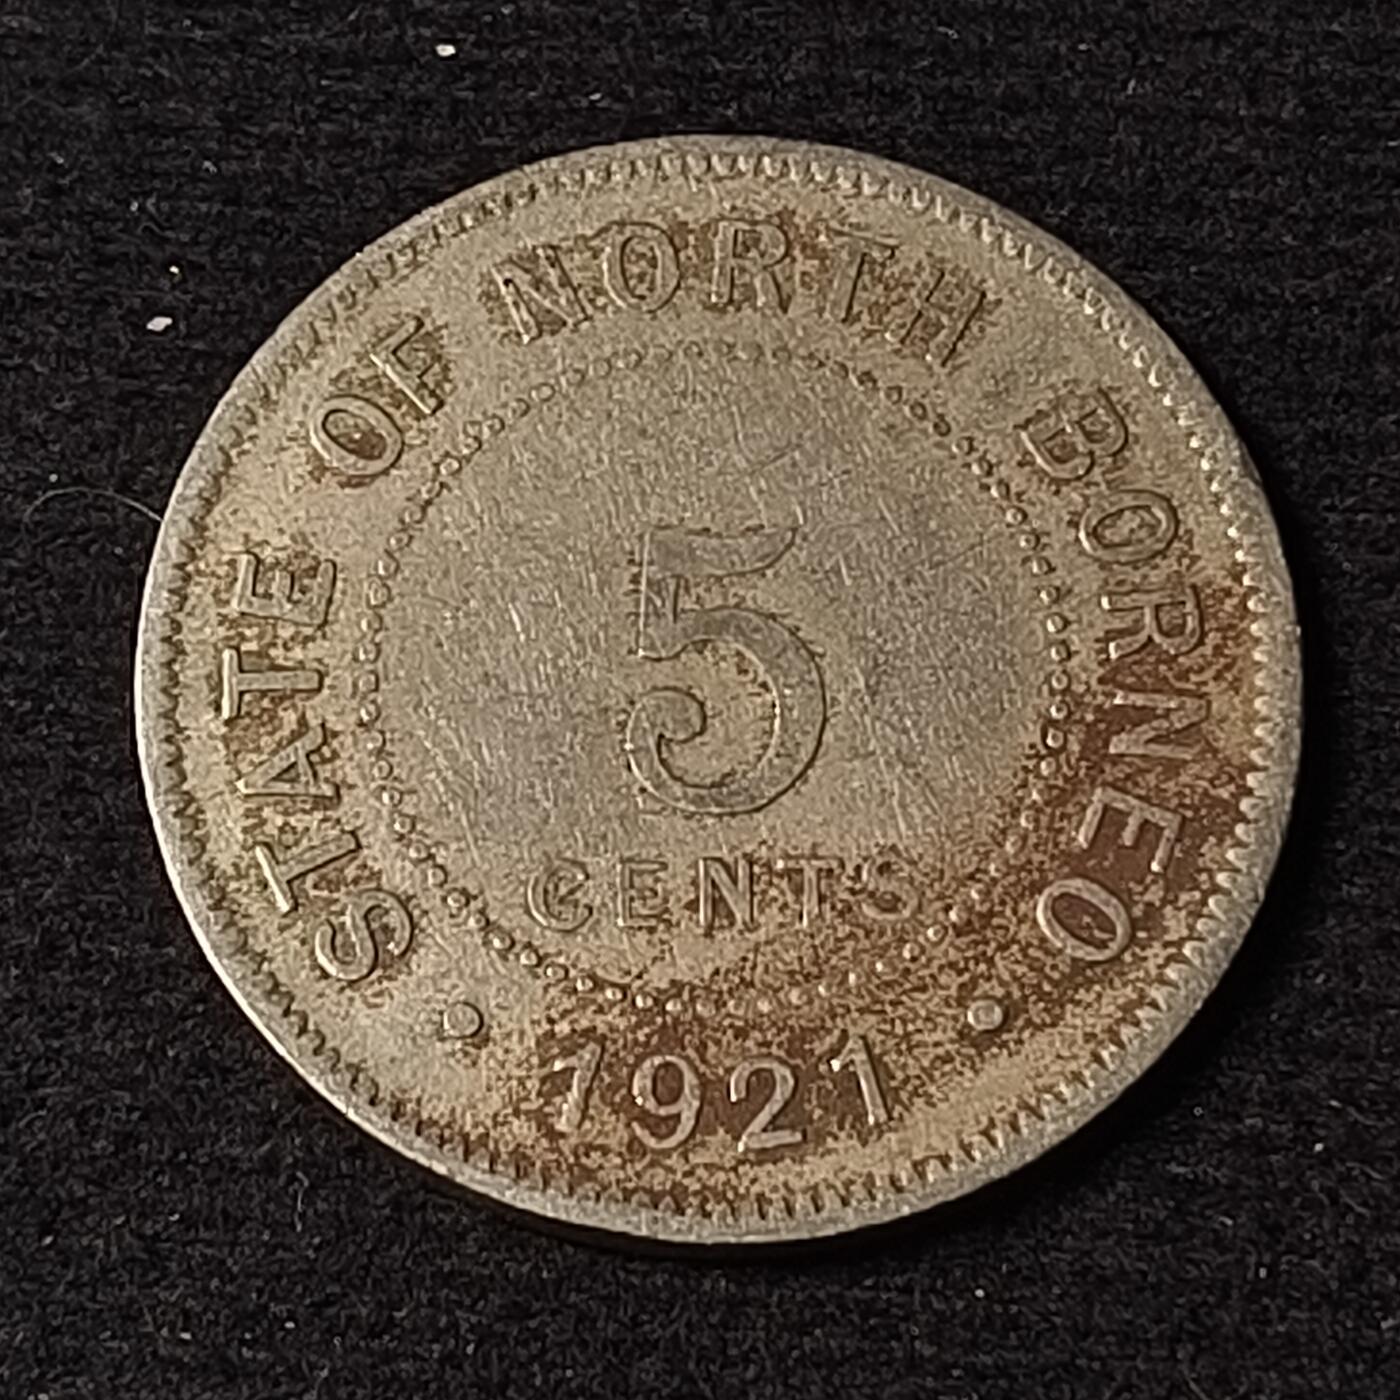 STATE OF NORTH BORNEO
5
CENTS
• 1921 •